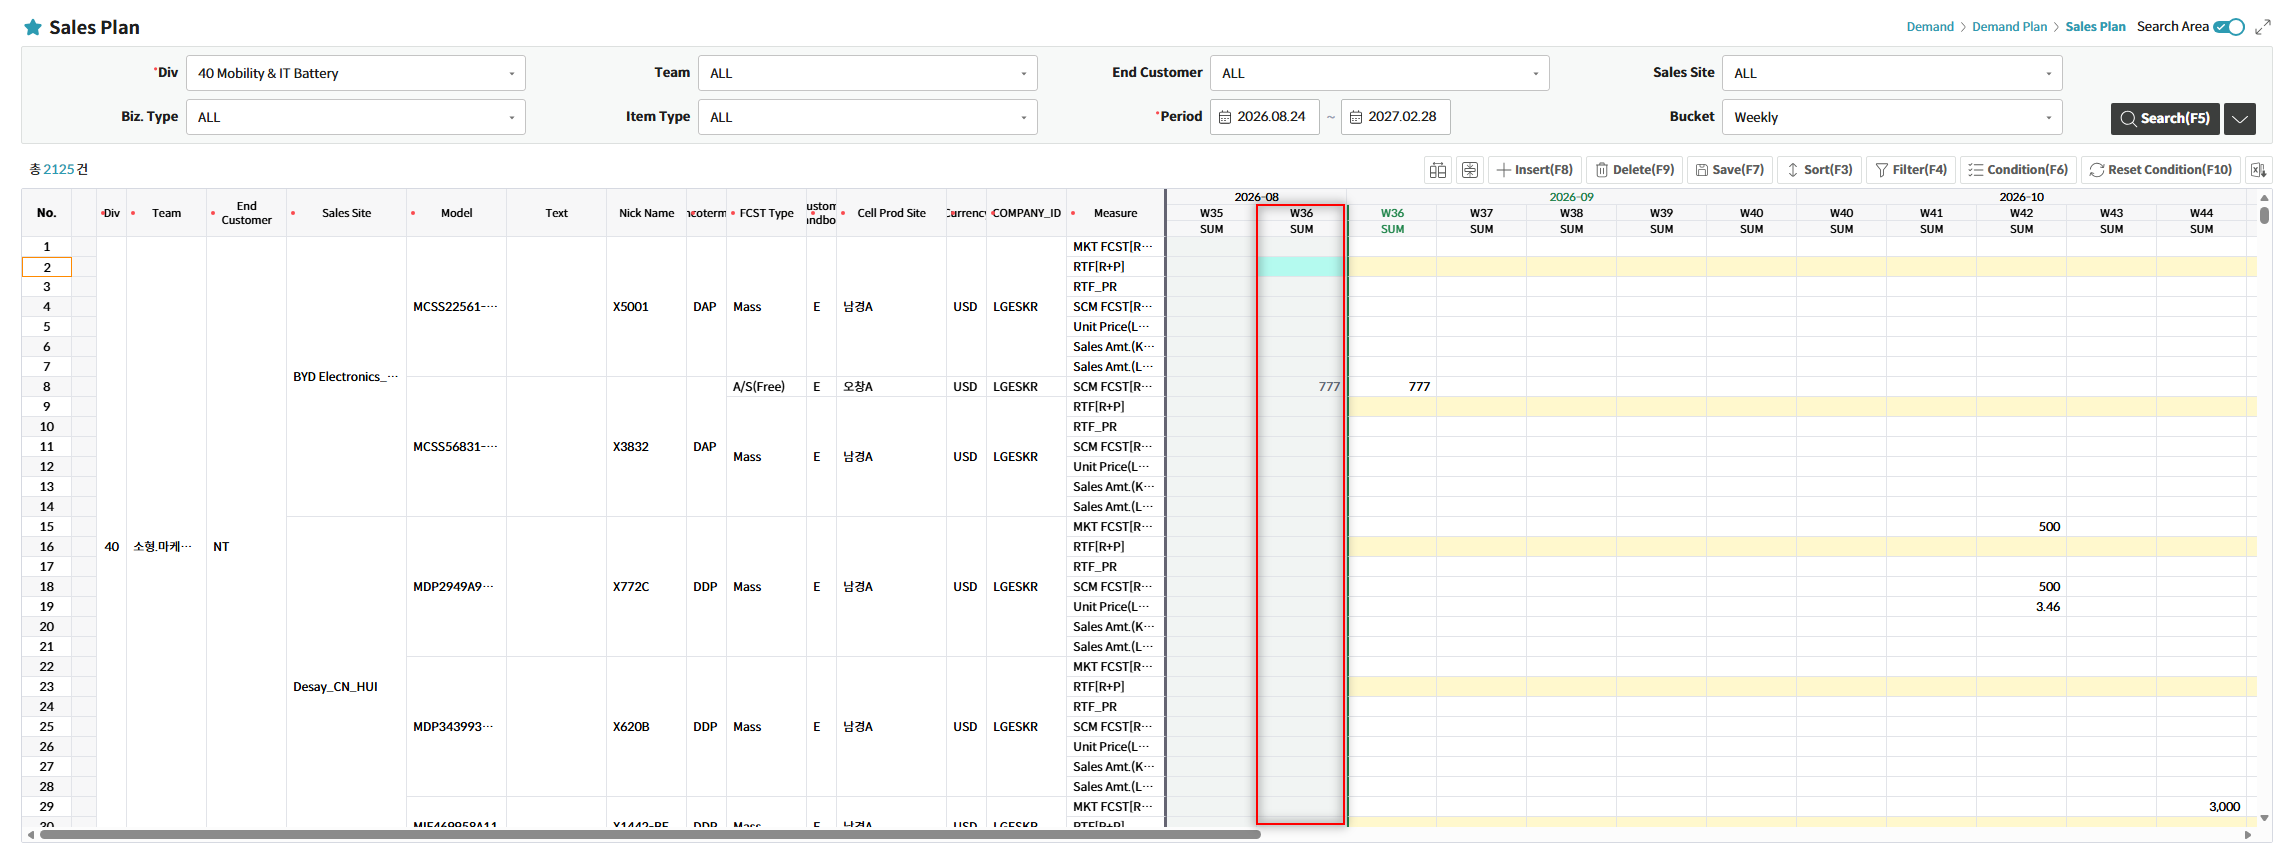 Sales Plan
Demand > Demand Plan > Sales Plan Search Area
*Div 40 Mobility & IT Battery Team ALL End Customer ALL Sales Site ALL
Biz. Type ALL Item Type ALL *Period 2026.08.24 ~ 2027.02.28 Bucket Weekly Search(F5)
총 2125 건 Insert(F8) Delete(F9) Save(F7) Sort(F3) Filter(F4) Condition(F6) Reset Condition(F10)
2026-08 2026-09 2026-10
No. Div Team End Customer Sales Site Model Text Nick Name FCST Type Cell Prod Site COMPANY_ID Measure
W35 W36 W36 W37 W38 W39 W40 W40 W41 W42 W43 W44
SUM SUM SUM SUM SUM SUM SUM SUM SUM SUM SUM SUM
1 MKT FCST[R···
2 RTF[R+P]
3 RTF_PR
4 MCSS22561-··· X5001 DAP Mass E 남경A USD LGESKR SCM FCST[R···
5 Unit Price(L···
6 Sales Amt.(K···
7 Sales Amt.(L···
BYD Electronics_···
8 A/S(Free) E 오창A USD LGESKR SCM FCST[R··· 777 777
9 RTF[R+P]
10 RTF_PR
11 MCSS56831-··· X3832 DAP SCM FCST[R···
Mass E 남경A USD LGESKR
12 Unit Price(L···
13 Sales Amt.(K···
14 Sales Amt.(L···
15 MKT FCST[R··· 500
16 40 소형.마케··· NT RTF[R+P]
17 RTF_PR
18 MDP2949A9··· X772C DDP Mass E 남경A USD LGESKR SCM FCST[R··· 500
19 Unit Price(L··· 3.46
20 Sales Amt.(K···
21 Sales Amt.(L···
22 MKT FCST[R···
23 Desay_CN_HUI RTF[R+P]
24 RTF_PR
25 MDP343993··· X620B DDP Mass E 남경A USD LGESKR SCM FCST[R···
26 Unit Price(L···
27 Sales Amt.(K···
28 Sales Amt.(L···
29 MKT FCST[R··· 3,000
30 DDP Mass E 남경A USD LGESKR RTF[R+P]